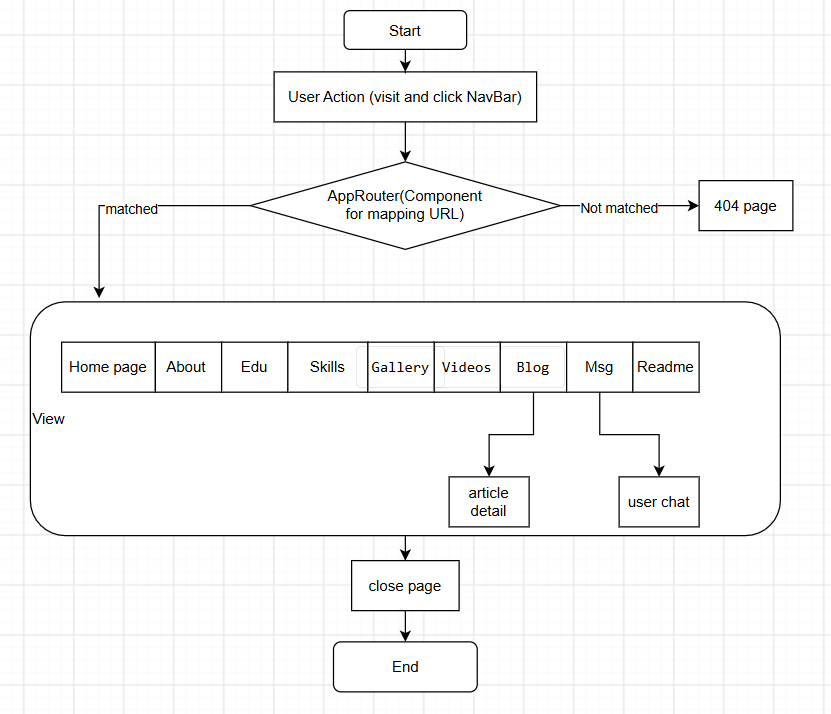 Start
User Action (visit and click NavBar)
AppRouter(Component
for mapping URL)
matched
Not matched
404 page
Home page
About
Edu
Skills
Gallery
Videos
Blog
Msg
Readme
View
article
detail
user chat
close page
End